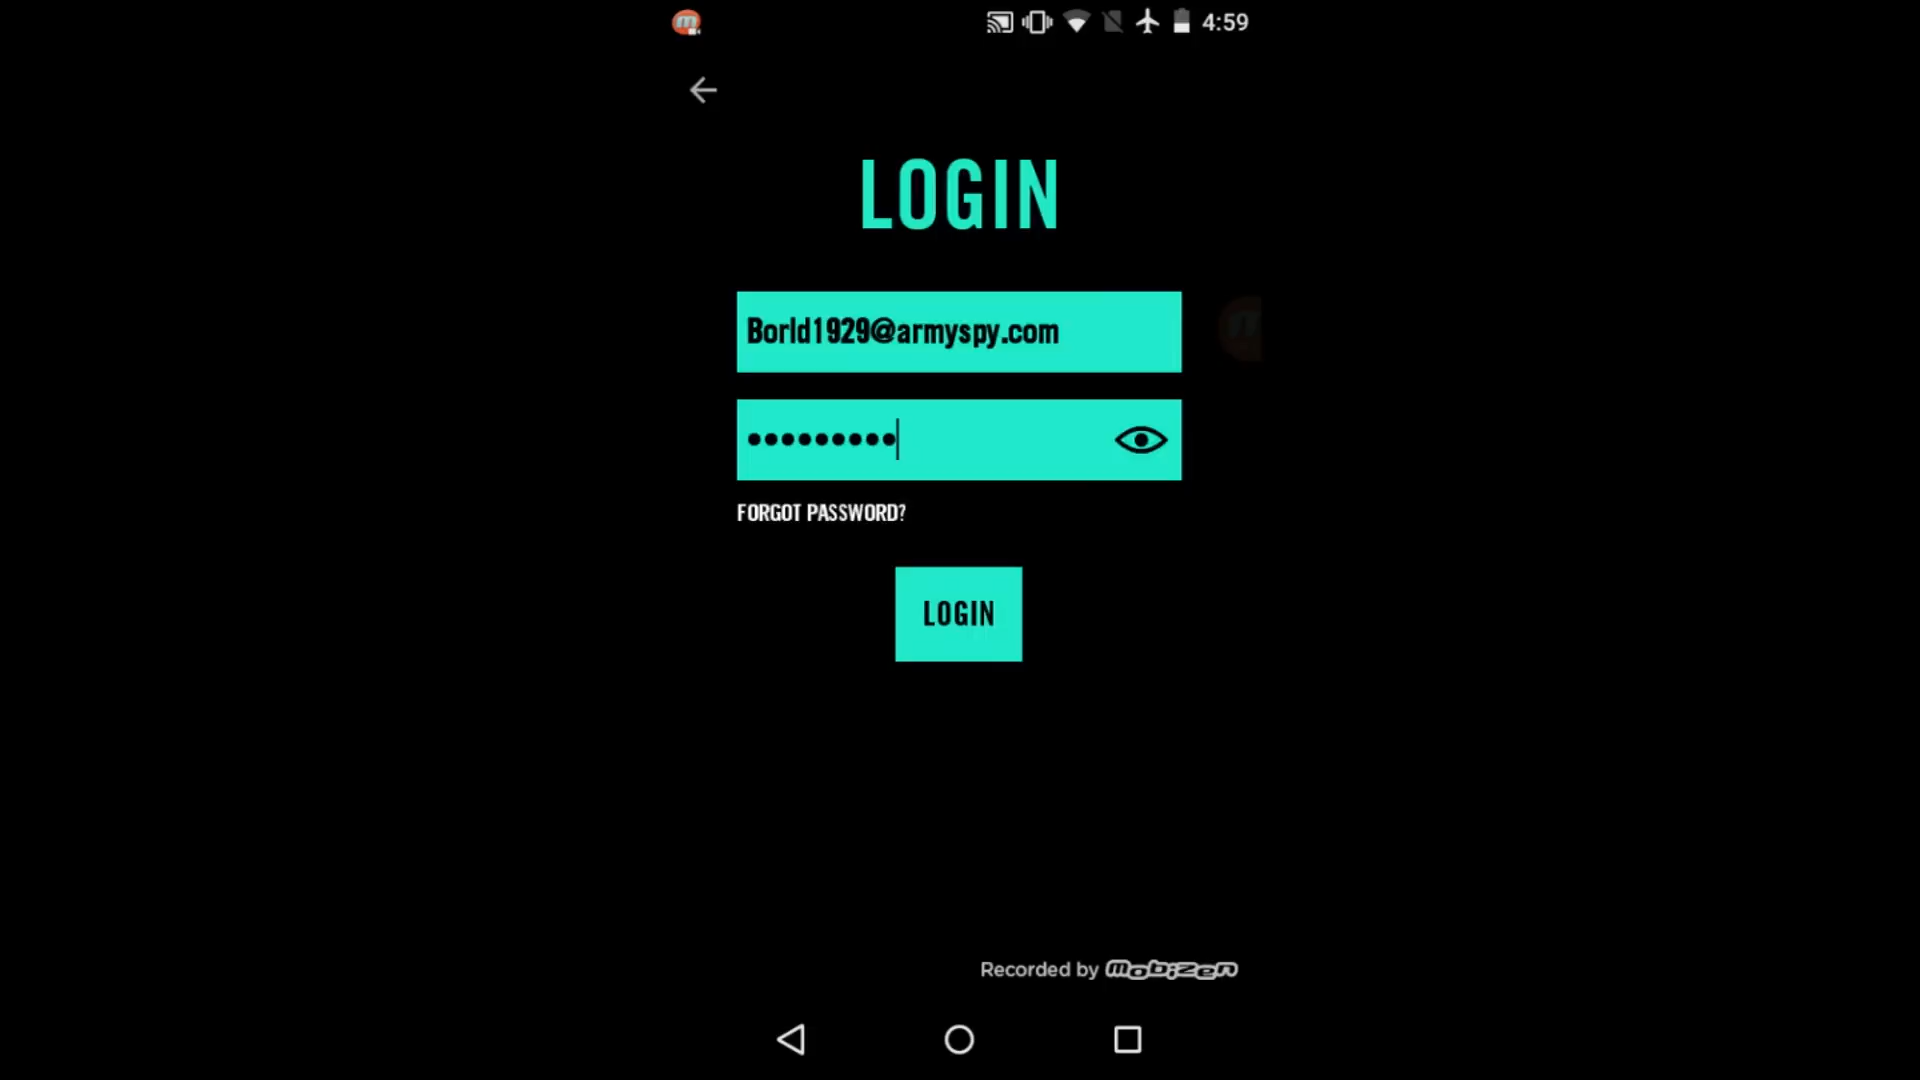 4:59
LOGIN
Borld1929@armyspy.com
•••••••••
FORGOT PASSWORD?
LOGIN
Recorded by mobizen